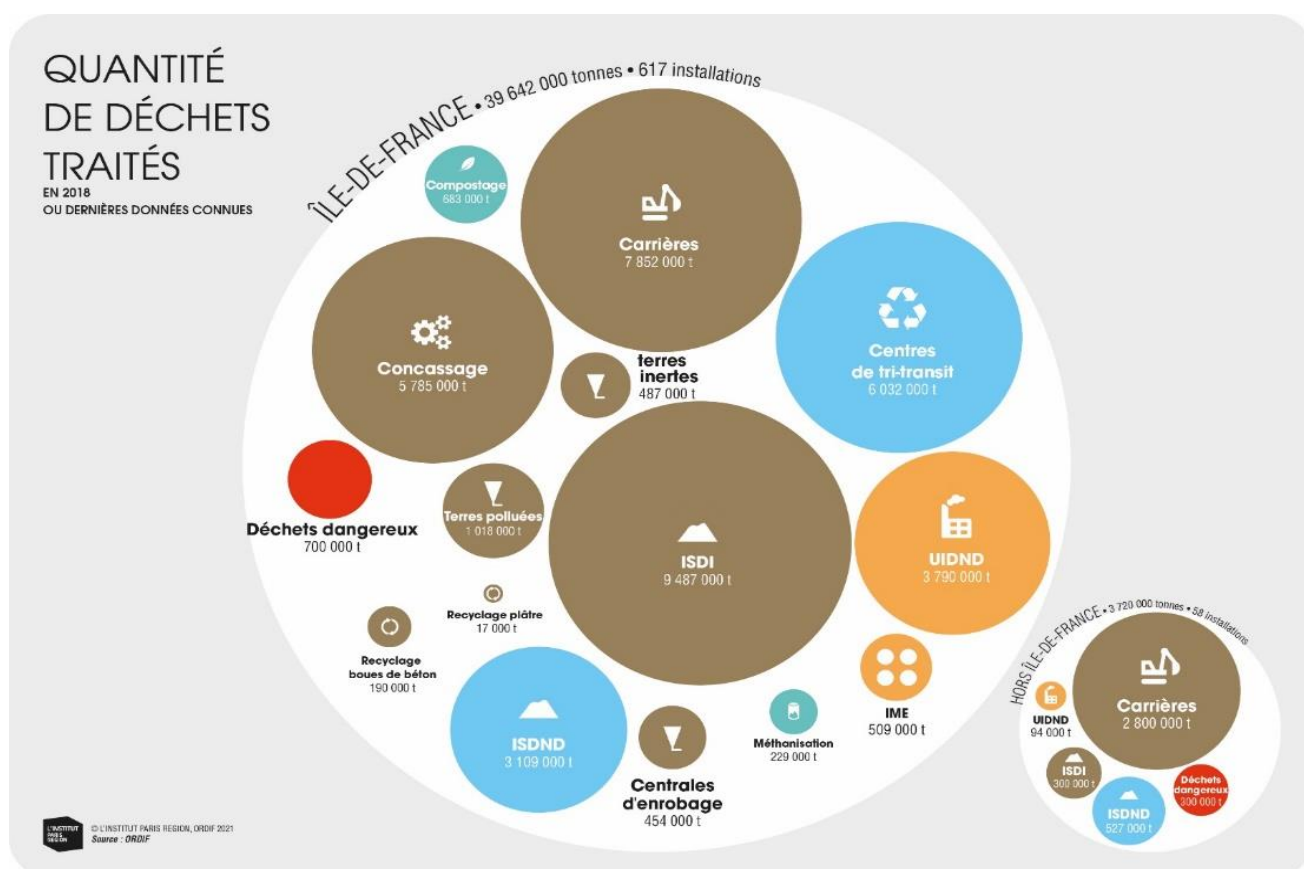 QUANTITÉ
DE DÉCHETS
TRAITÉS
EN 2018
OU DERNIÈRES DONNÉES CONNUES
ÎLE-DE-FRANCE • 39 642 000 tonnes • 617 installations
Compostage
683 000 t
Carrières
7 852 000 t
Concassage
5 785 000 t
terres
inertes
487 000 t
Centres
de tri-transit
6 032 000 t
Déchets dangereux
700 000 t
Terres polluées
1 018 000 t
ISDI
9 487 000 t
UIDND
3 790 000 t
Recyclage plâtre
17 000 t
Recyclage
boues de béton
190 000 t
ISDND
3 109 000 t
Centrales
d'enrobage
454 000 t
Méthanisation
229 000 t
IME
509 000 t
HORS ÎLE-DE-FRANCE • 3 720 000 tonnes • 58 installations
Carrières
2 800 000 t
UIDND
94 000 t
ISDI
300 000 t
ISDND
527 000 t
Déchets
dangereux
300 000 t
L'INSTITUT
PARIS
REGION
© L'INSTITUT PARIS REGION, ORDIF 2021
Source : ORDIF